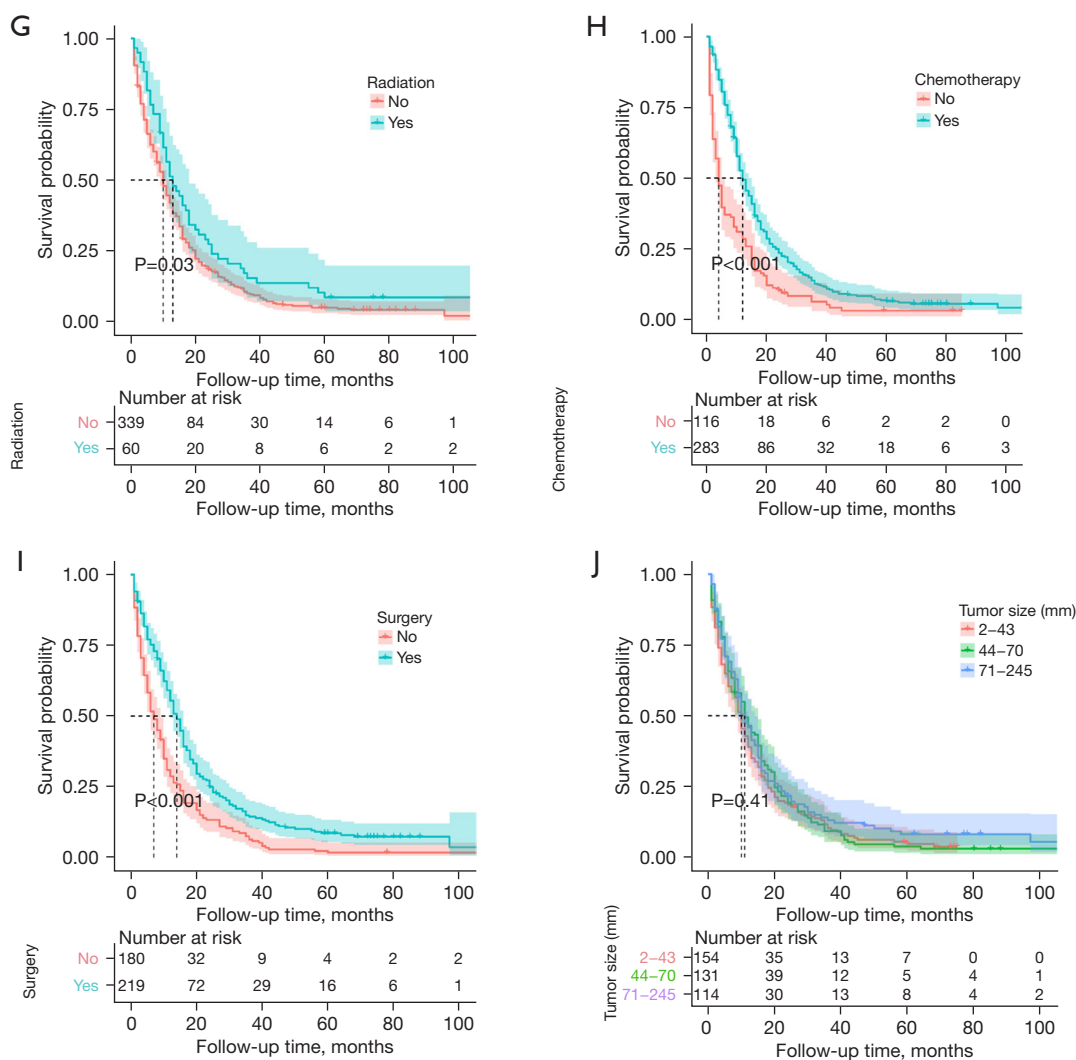 G
1.00
0.75
0.50
0.25
0.00
Survival probability
Radiation
No
Yes
P=0.03
0 20 40 60 80 100
Follow-up time, months
Number at risk
Radiation
No 339 84 30 14 6 1
Yes 60 20 8 6 2 2
0 20 40 60 80 100
Follow-up time, months
H
1.00
0.75
0.50
0.25
0.00
Survival probability
Chemotherapy
No
Yes
P<0.001
0 20 40 60 80 100
Follow-up time, months
Number at risk
Chemotherapy
No 116 18 6 2 2 0
Yes 283 86 32 18 6 3
0 20 40 60 80 100
Follow-up time, months
I
1.00
0.75
0.50
0.25
0.00
Survival probability
Surgery
No
Yes
P<0.001
0 20 40 60 80 100
Follow-up time, months
Number at risk
Surgery
No 180 32 9 4 2 2
Yes 219 72 29 16 6 1
0 20 40 60 80 100
Follow-up time, months
J
1.00
0.75
0.50
0.25
0.00
Survival probability
Tumor size (mm)
2–43
44–70
71–245
P=0.41
0 20 40 60 80 100
Follow-up time, months
Number at risk
Tumor size (mm)
2–43 154 35 13 7 0 0
44–70 131 39 12 5 4 1
71–245 114 30 13 8 4 2
0 20 40 60 80 100
Follow-up time, months